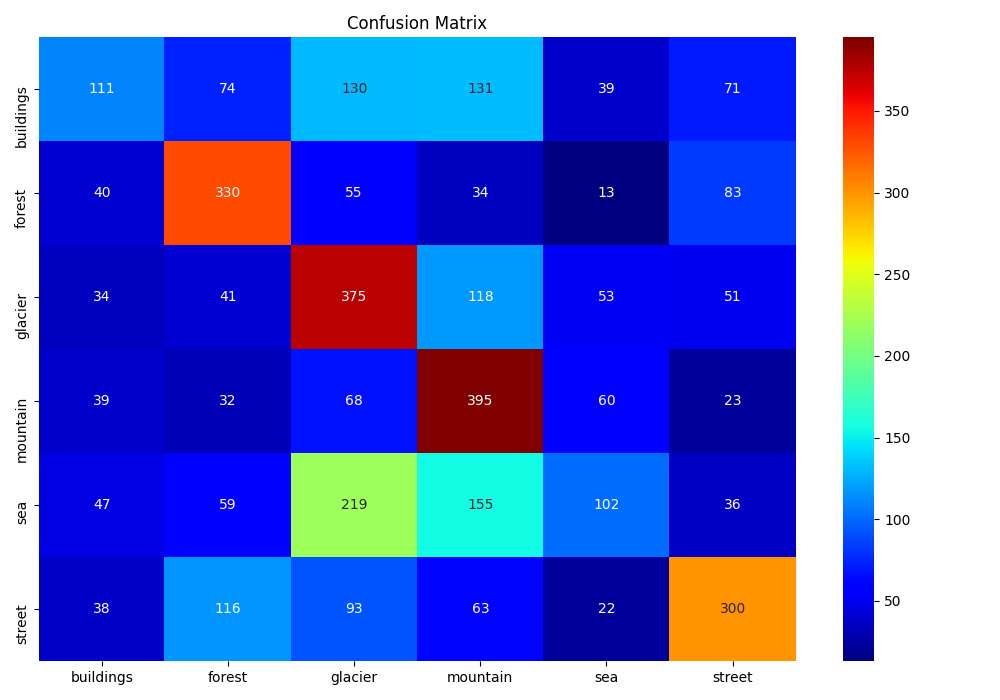 Confusion Matrix
buildings 111 74 130 131 39 71
forest 40 330 55 34 13 83
glacier 34 41 375 118 53 51
mountain 39 32 68 395 60 23
sea 47 59 219 155 102 36
street 38 116 93 63 22 300
buildings forest glacier mountain sea street
350
300
250
200
150
100
50